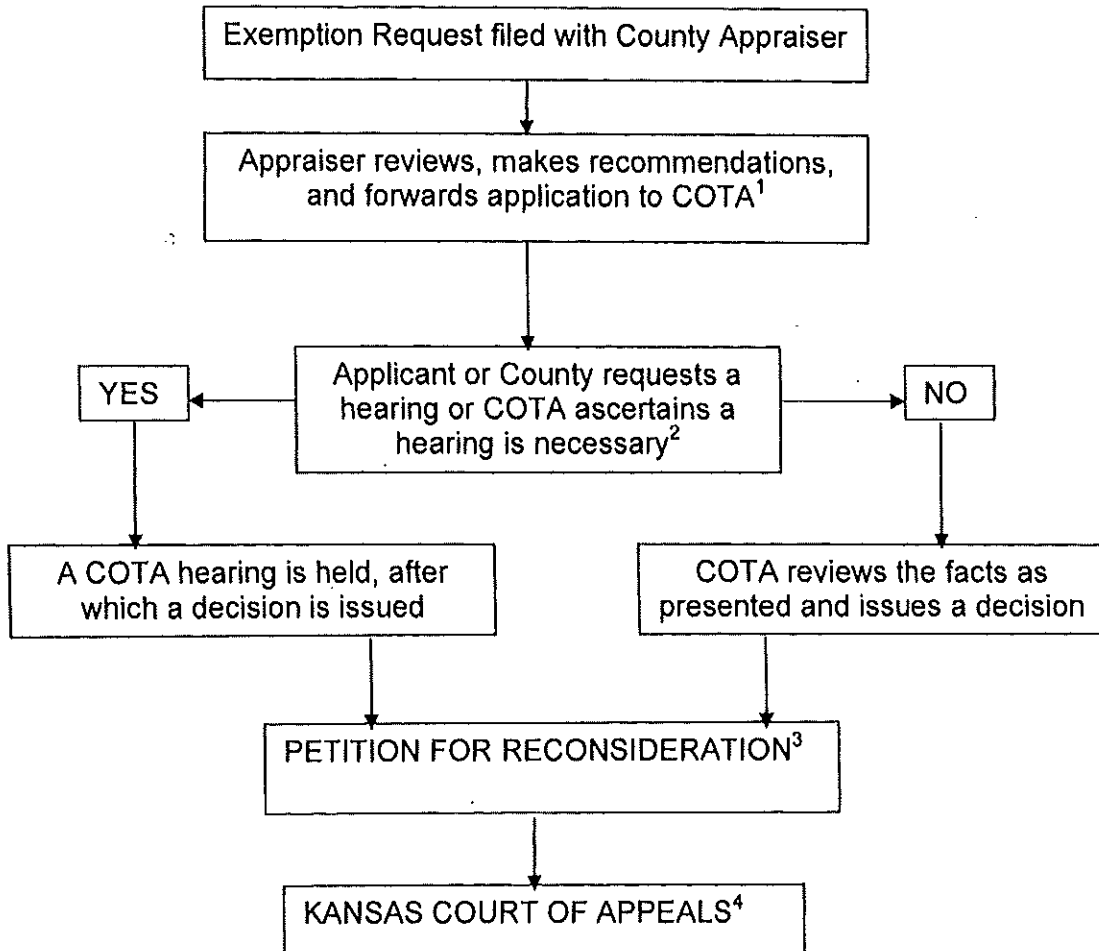 Exemption Request filed with County Appraiser
Appraiser reviews, makes recommendations,
and forwards application to COTA¹
YES
Applicant or County requests a
hearing or COTA ascertains a
hearing is necessary²
NO
A COTA hearing is held, after
which a decision is issued
COTA reviews the facts as
presented and issues a decision
PETITION FOR RECONSIDERATION³
KANSAS COURT OF APPEALS⁴